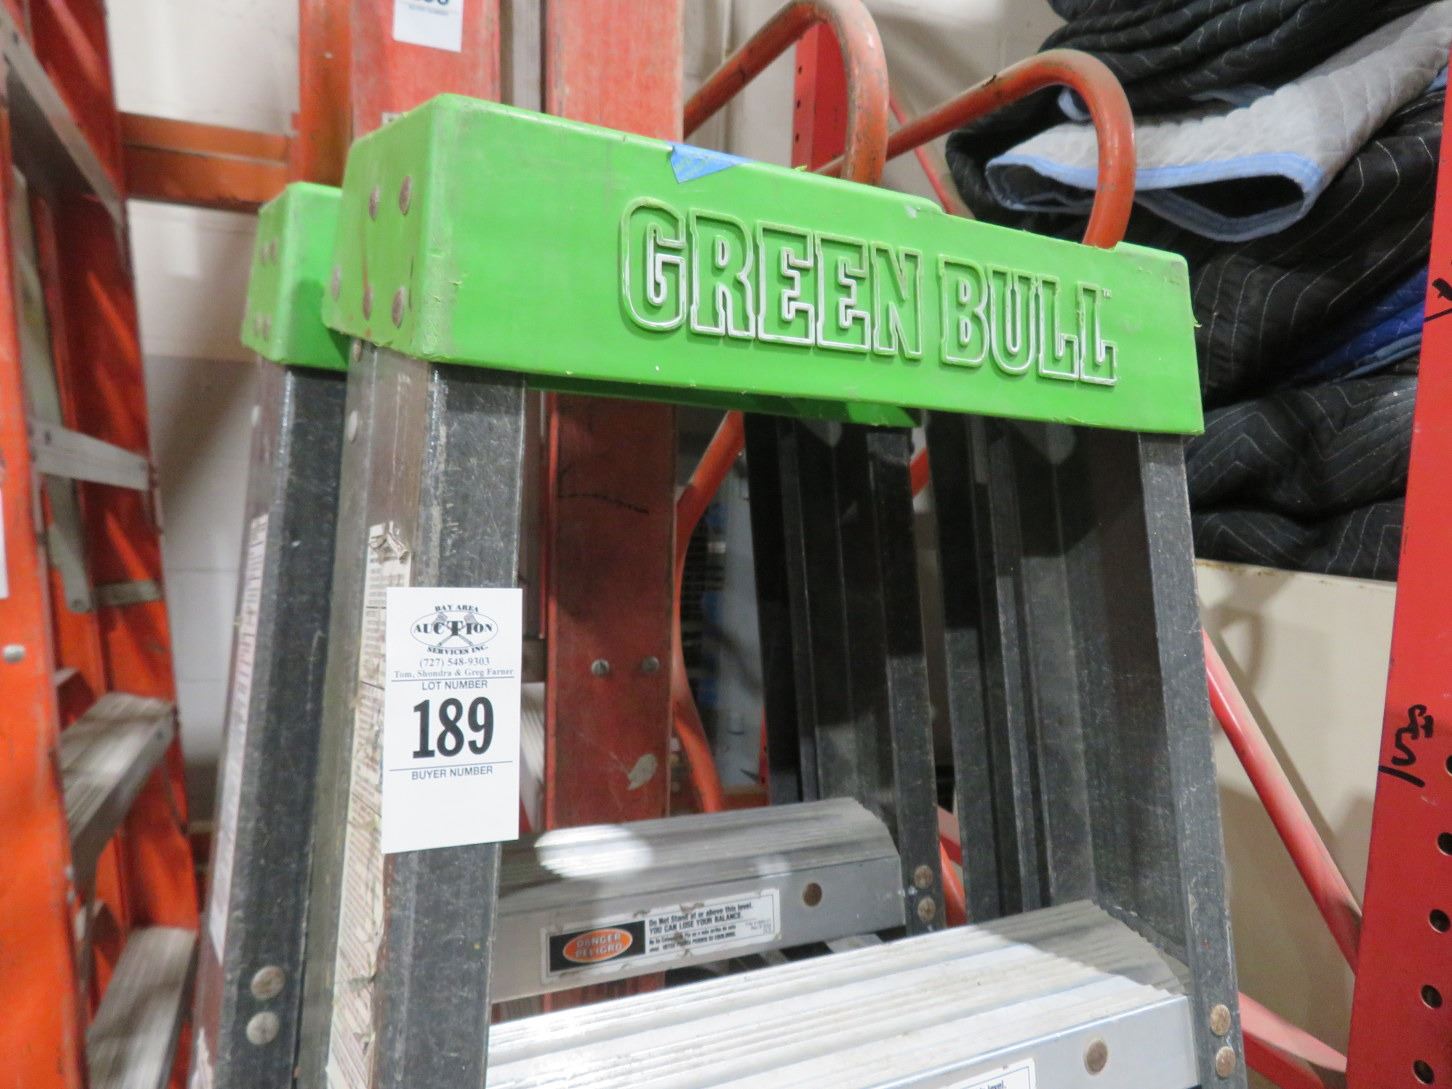 GREEN BULL
BAY AREA
AUCTION
SERVICES INC.
(727) 548-9303
Tom, Shondra & Greg Farner
LOT NUMBER
189
BUYER NUMBER
DANGER
PELIGRO
Do Not Stand at or above this level.
YOU CAN LOSE YOUR BALANCE.